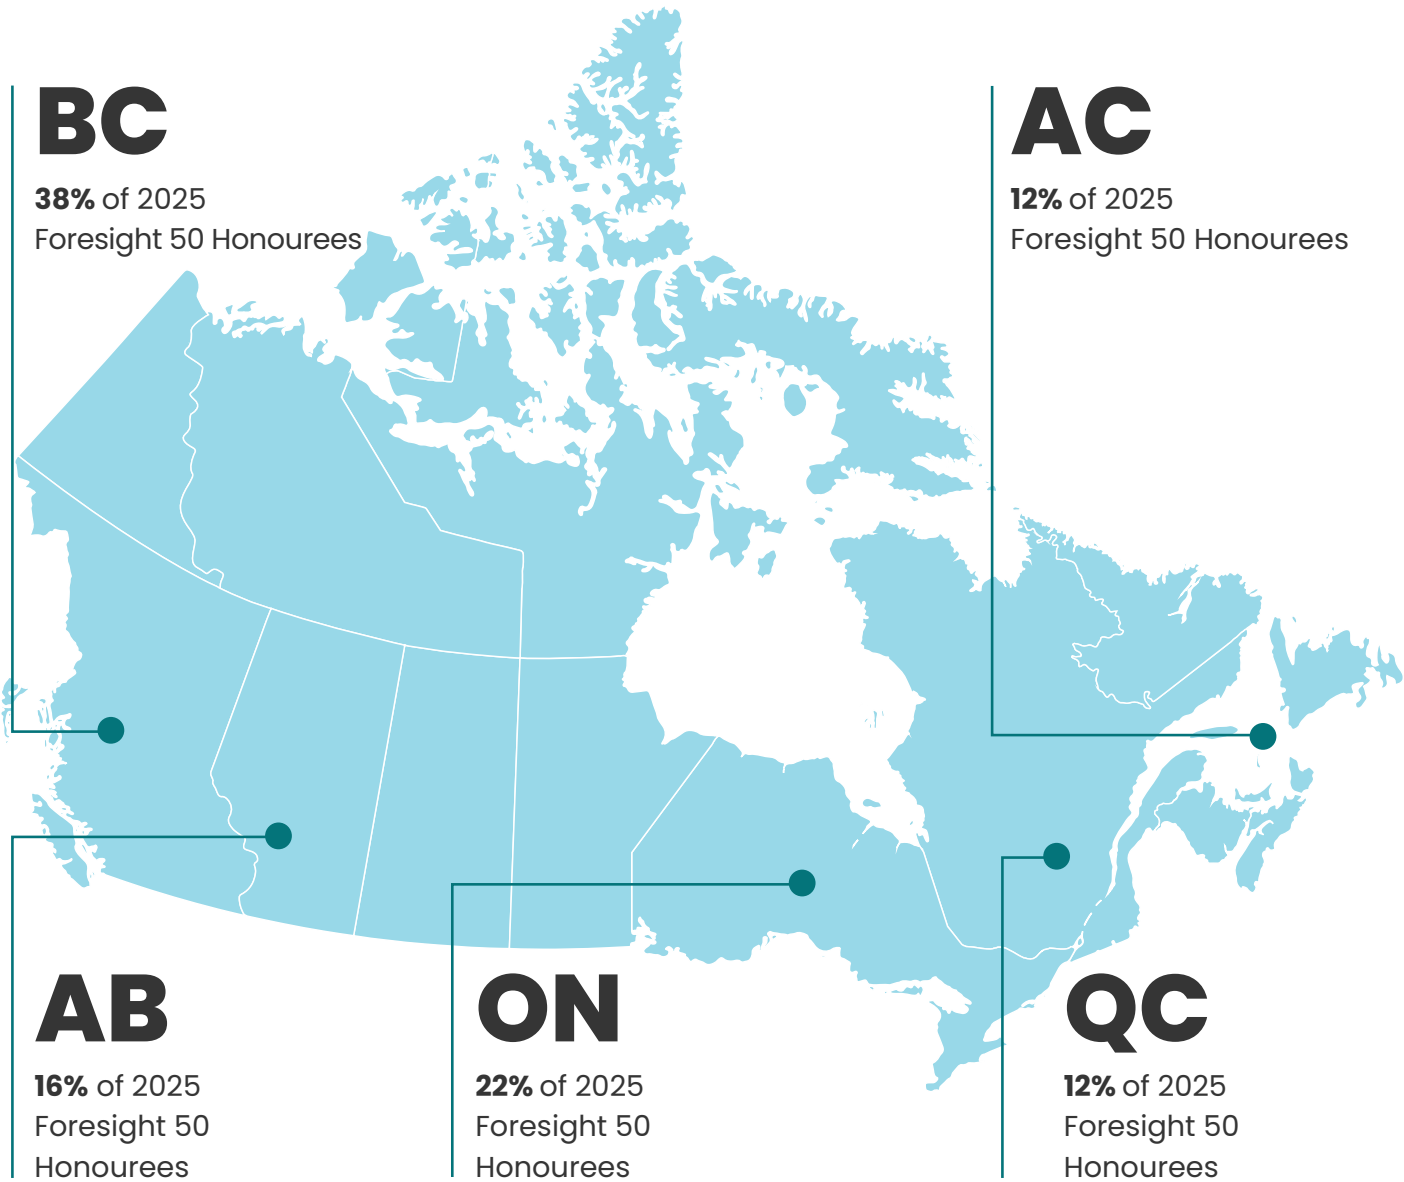 BC
38% of 2025
Foresight 50 Honourees
AC
12% of 2025
Foresight 50 Honourees
AB
16% of 2025
Foresight 50
Honourees
ON
22% of 2025
Foresight 50
Honourees
QC
12% of 2025
Foresight 50
Honourees